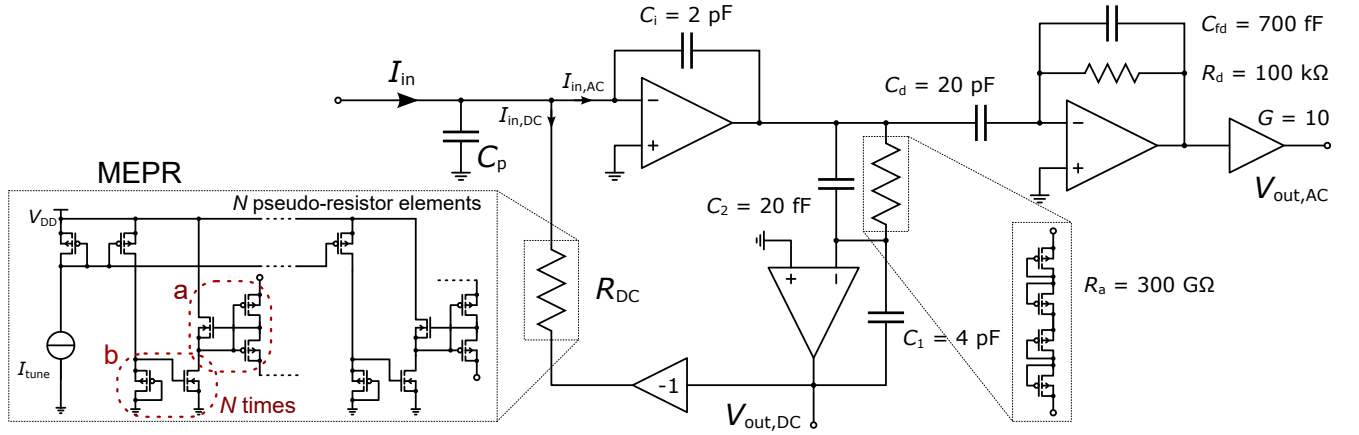 C_i = 2 pF
C_fd = 700 fF
I_in
I_in,AC
C_d = 20 pF
R_d = 100 kΩ
I_in,DC
−
+
−
+
G = 10
C_p
MEPR
V_out,AC
V_DD
N pseudo-resistor elements
C_2 = 20 fF
+
−
a
R_DC
R_a = 300 GΩ
C_1 = 4 pF
b
I_tune
-1
N times
V_out,DC